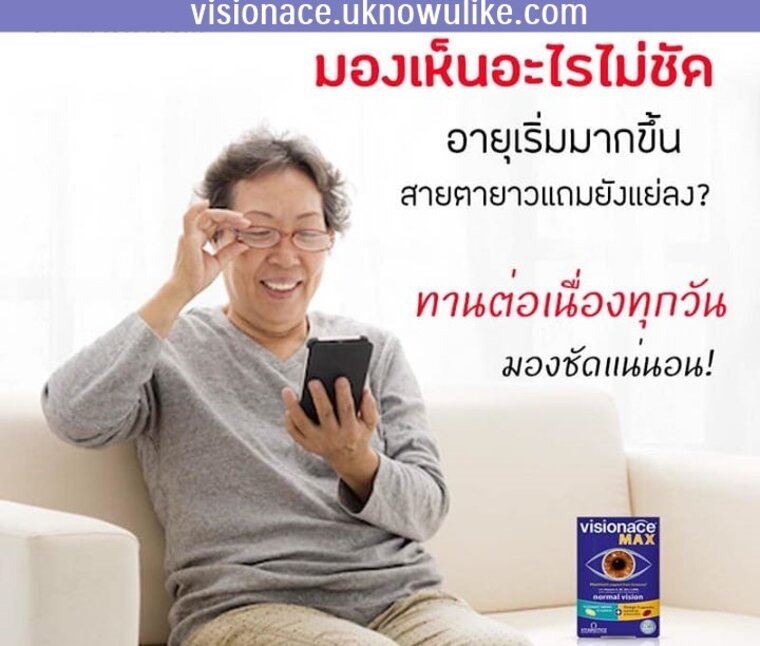 visionace.uknowulike.com
มองเห็นอะไรไม่ชัด
อายุเริ่มมากขึ้น
สายตายาวแถมยังแย่ลง?
ทานต่อเนื่องทุกวัน
มองชัดแน่นอน!
visionace
MAX
normal vision